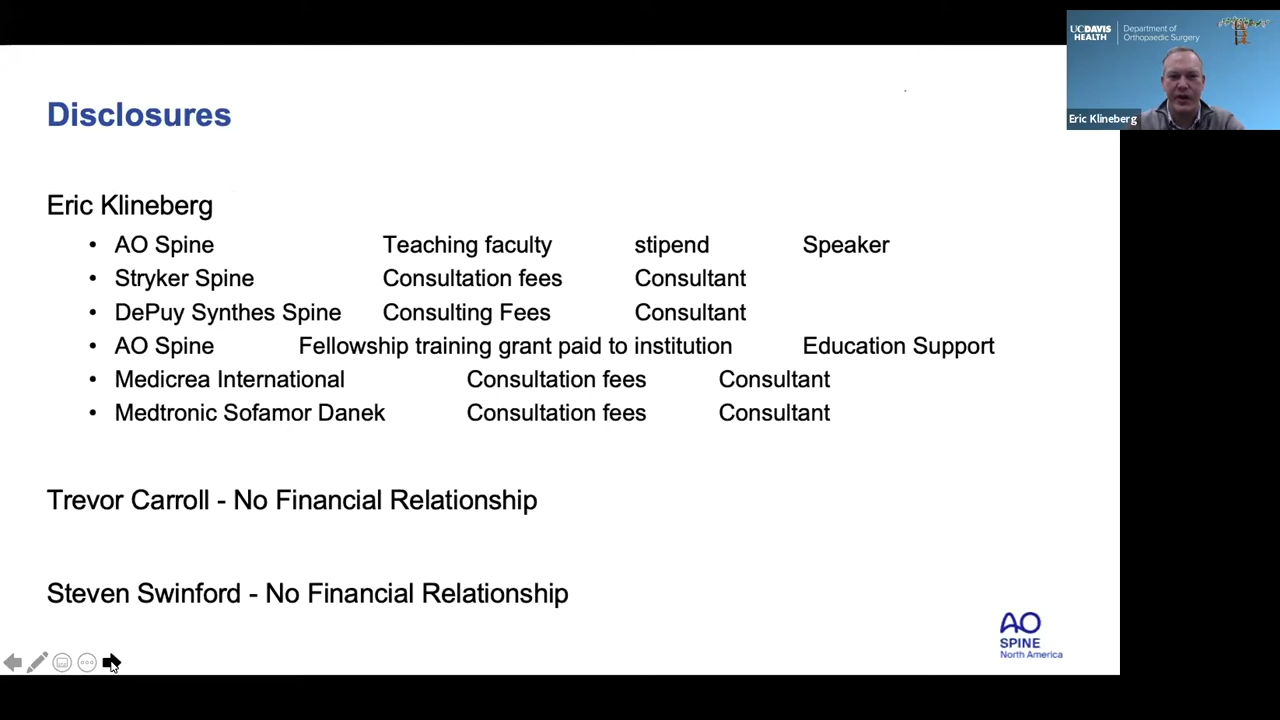 UCDAVIS HEALTH
Department of Orthopaedic Surgery
Eric Klineberg
Disclosures
Eric Klineberg
• AO Spine Teaching faculty stipend Speaker
• Stryker Spine Consultation fees Consultant
• DePuy Synthes Spine Consulting Fees Consultant
• AO Spine Fellowship training grant paid to institution Education Support
• Medicrea International Consultation fees Consultant
• Medtronic Sofamor Danek Consultation fees Consultant
Trevor Carroll - No Financial Relationship
Steven Swinford - No Financial Relationship
AO
SPINE
North America